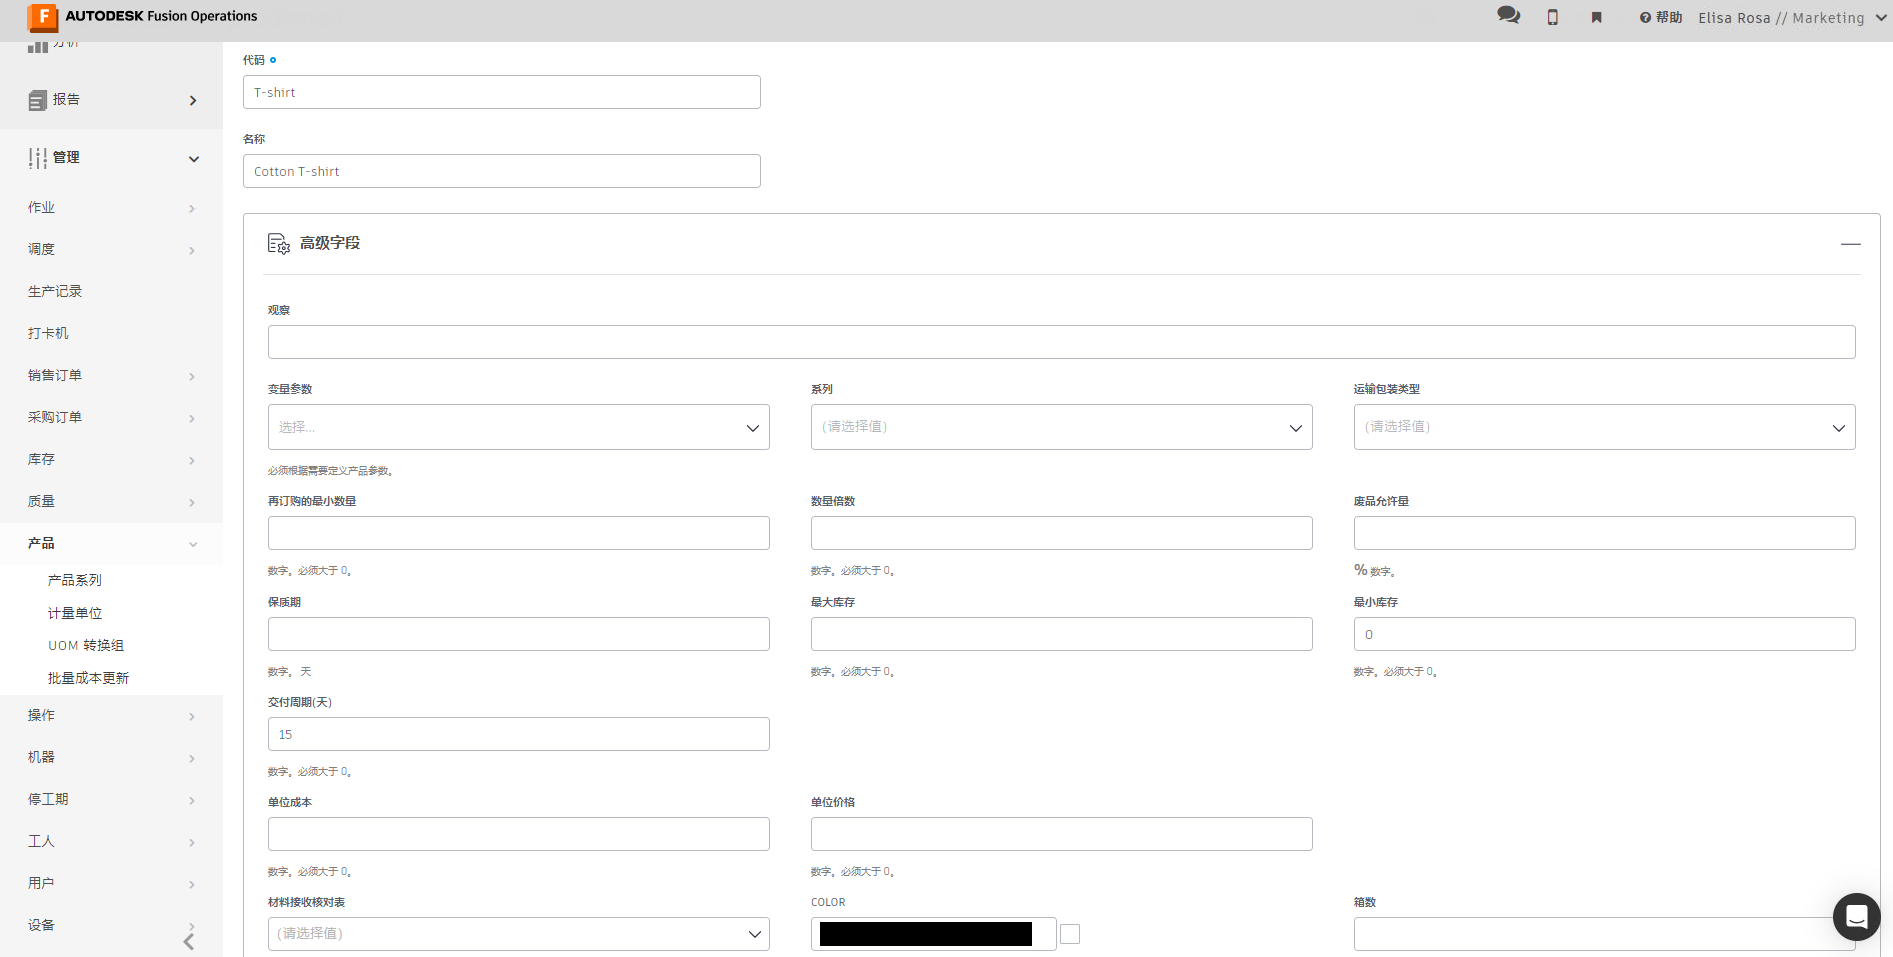 AUTODESK Fusion Operations
帮助
Elisa Rosa // Marketing
分析
报告
管理
作业
调度
生产记录
打卡机
销售订单
采购订单
库存
质量
产品
产品系列
计量单位
UOM 转换组
批量成本更新
操作
机器
停工期
工人
用户
设备
代码
T-shirt
名称
Cotton T-shirt
高级字段
观察
变量参数
系列
运输包装类型
选择...
(请选择值)
(请选择值)
必须根据需要定义产品参数。
再订购的最小数量
数量倍数
废品允许量
数字。必须大于 0。
数字。必须大于 0。
% 数字。
保质期
最大库存
最小库存
0
数字。 天
数字。必须大于 0。
数字。必须大于 0。
交付周期(天)
15
数字。必须大于 0。
单位成本
单位价格
数字。必须大于 0。
数字。必须大于 0。
材料接收核对表
COLOR
箱数
(请选择值)